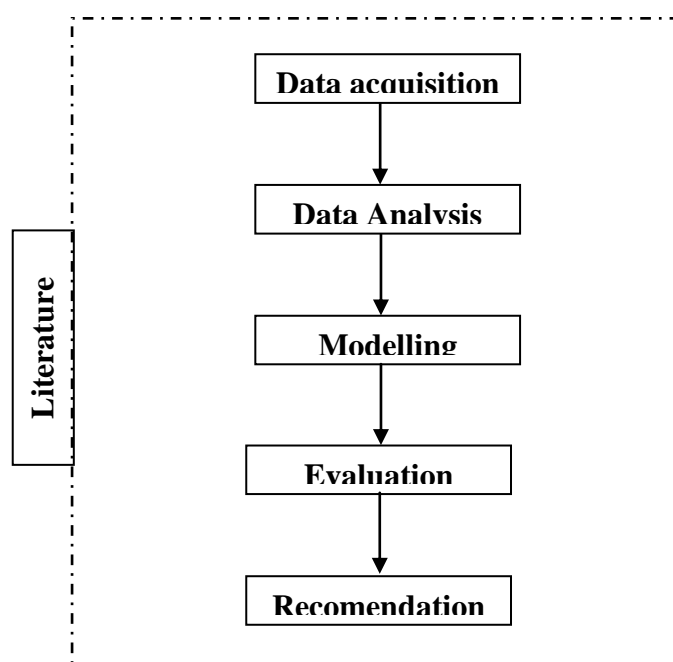 Data acquisition
Data Analysis
Modelling
Evaluation
Recomendation
Literature